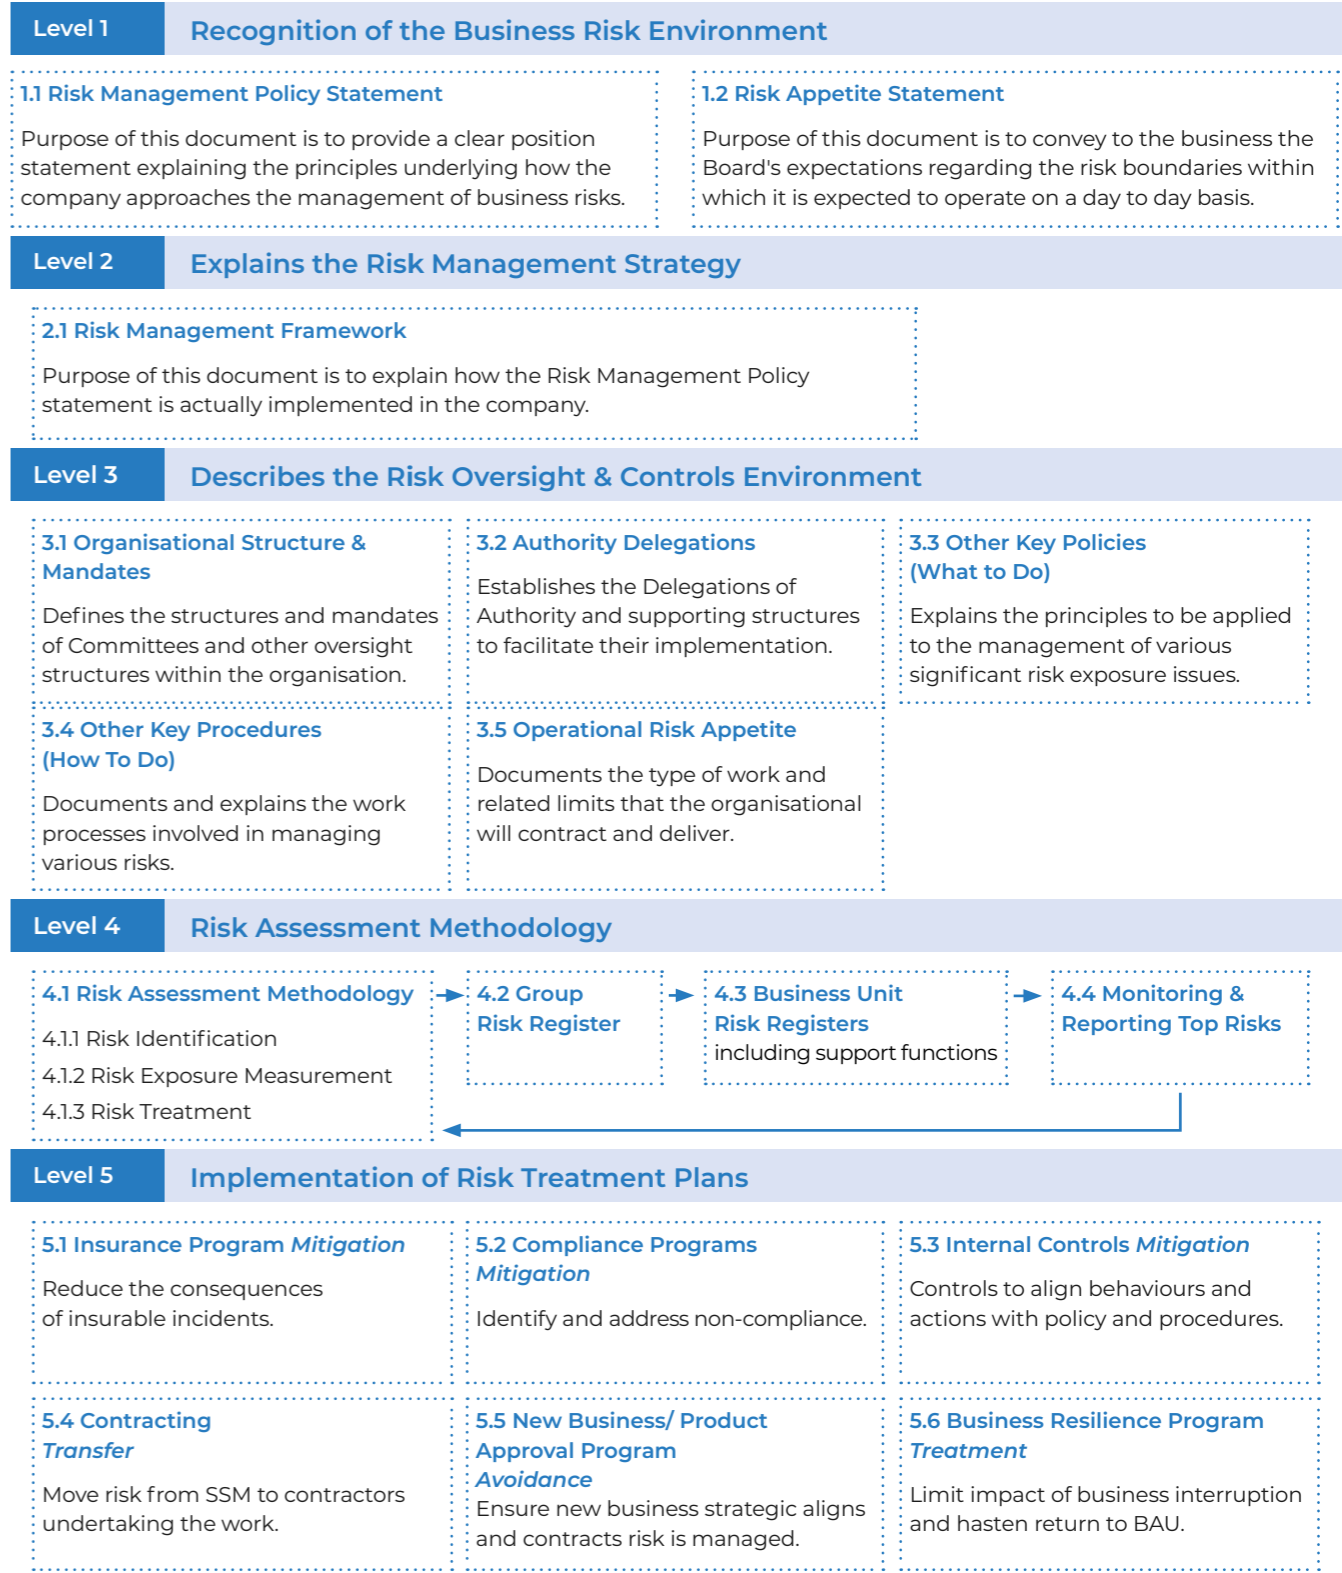 Level 1
Recognition of the Business Risk Environment
1.1 Risk Management Policy Statement
Purpose of this document is to provide a clear position
statement explaining the principles underlying how the
company approaches the management of business risks.
1.2 Risk Appetite Statement
Purpose of this document is to convey to the business the
Board's expectations regarding the risk boundaries within
which it is expected to operate on a day to day basis.
Level 2
Explains the Risk Management Strategy
2.1 Risk Management Framework
Purpose of this document is to explain how the Risk Management Policy
statement is actually implemented in the company.
Level 3
Describes the Risk Oversight & Controls Environment
3.1 Organisational Structure &
Mandates
Defines the structures and mandates
of Committees and other oversight
structures within the organisation.
3.2 Authority Delegations
Establishes the Delegations of
Authority and supporting structures
to facilitate their implementation.
3.3 Other Key Policies
(What to Do)
Explains the principles to be applied
to the management of various
significant risk exposure issues.
3.4 Other Key Procedures
(How To Do)
Documents and explains the work
processes involved in managing
various risks.
3.5 Operational Risk Appetite
Documents the type of work and
related limits that the organisational
will contract and deliver.
Level 4
Risk Assessment Methodology
4.1 Risk Assessment Methodology
4.1.1 Risk Identification
4.1.2 Risk Exposure Measurement
4.1.3 Risk Treatment
4.2 Group
Risk Register
4.3 Business Unit
Risk Registers
including support functions
4.4 Monitoring &
Reporting Top Risks
Level 5
Implementation of Risk Treatment Plans
5.1 Insurance Program Mitigation
Reduce the consequences
of insurable incidents.
5.2 Compliance Programs
Mitigation
Identify and address non-compliance.
5.3 Internal Controls Mitigation
Controls to align behaviours and
actions with policy and procedures.
5.4 Contracting
Transfer
Move risk from SSM to contractors
undertaking the work.
5.5 New Business/ Product
Approval Program
Avoidance
Ensure new business strategic aligns
and contracts risk is managed.
5.6 Business Resilience Program
Treatment
Limit impact of business interruption
and hasten return to BAU.